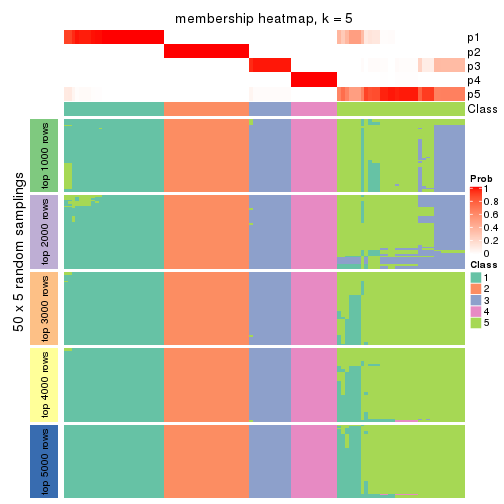 membership heatmap, k = 5
p1
p2
p3
p4
p5
Class
50 x 5 random samplings
top 1000 rows
top 2000 rows
top 3000 rows
top 4000 rows
top 5000 rows
Prob
1
0.8
0.6
0.4
0.2
0
Class
1
2
3
4
5